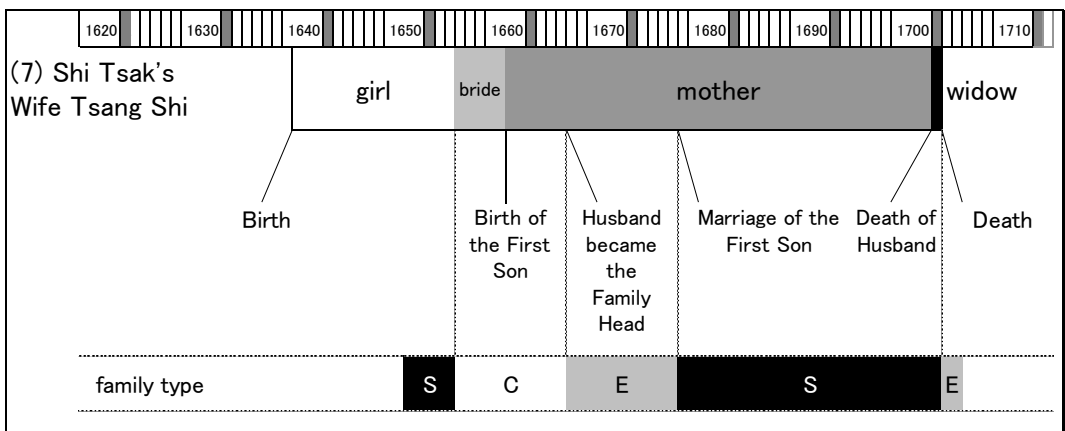 1620 1630 1640 1650 1660 1670 1680 1690 1700 1710
(7) Shi Tsak's
Wife Tsang Shi
girl bride mother widow
Birth
Birth of
the First
Son
Husband
became
the
Family
Head
Marriage of the
First Son
Death of
Husband
Death
family type S C E S E